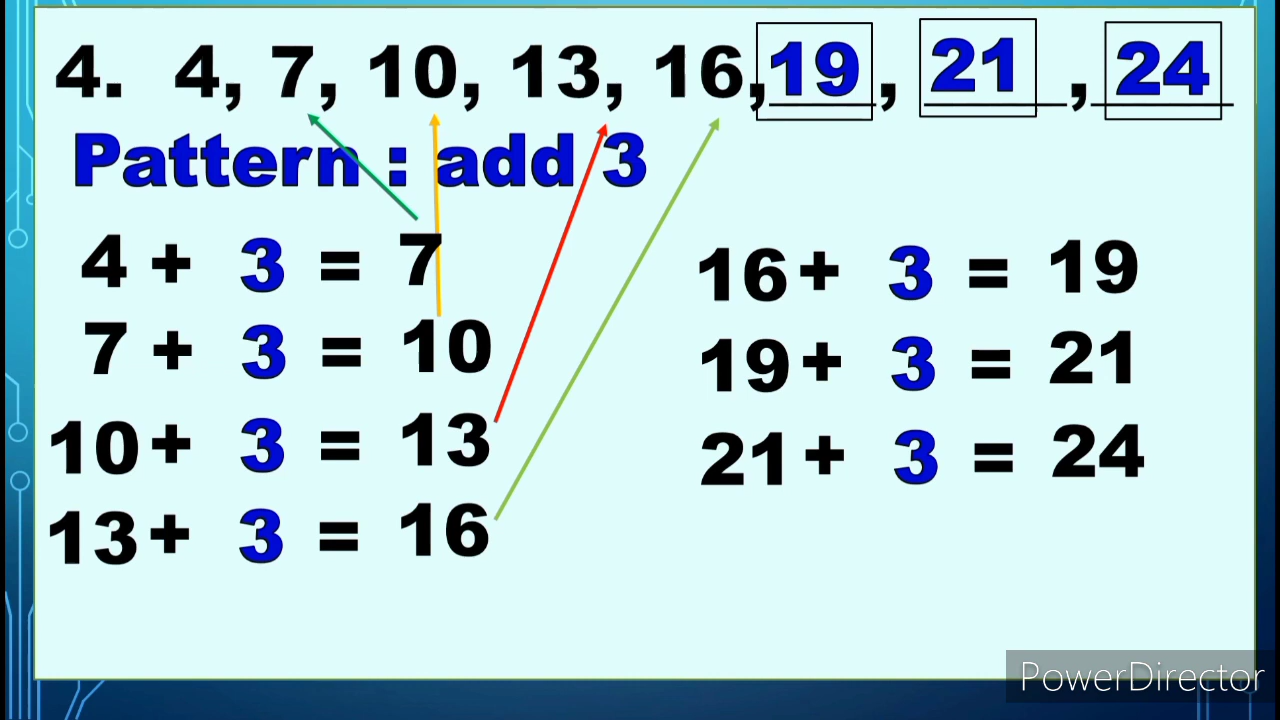 4. 4, 7, 10, 13, 16, 19, 21, 24
Pattern : add 3
4 + 3 = 7
7 + 3 = 10
10 + 3 = 13
13 + 3 = 16
16 + 3 = 19
19 + 3 = 21
21 + 3 = 24
PowerDirector